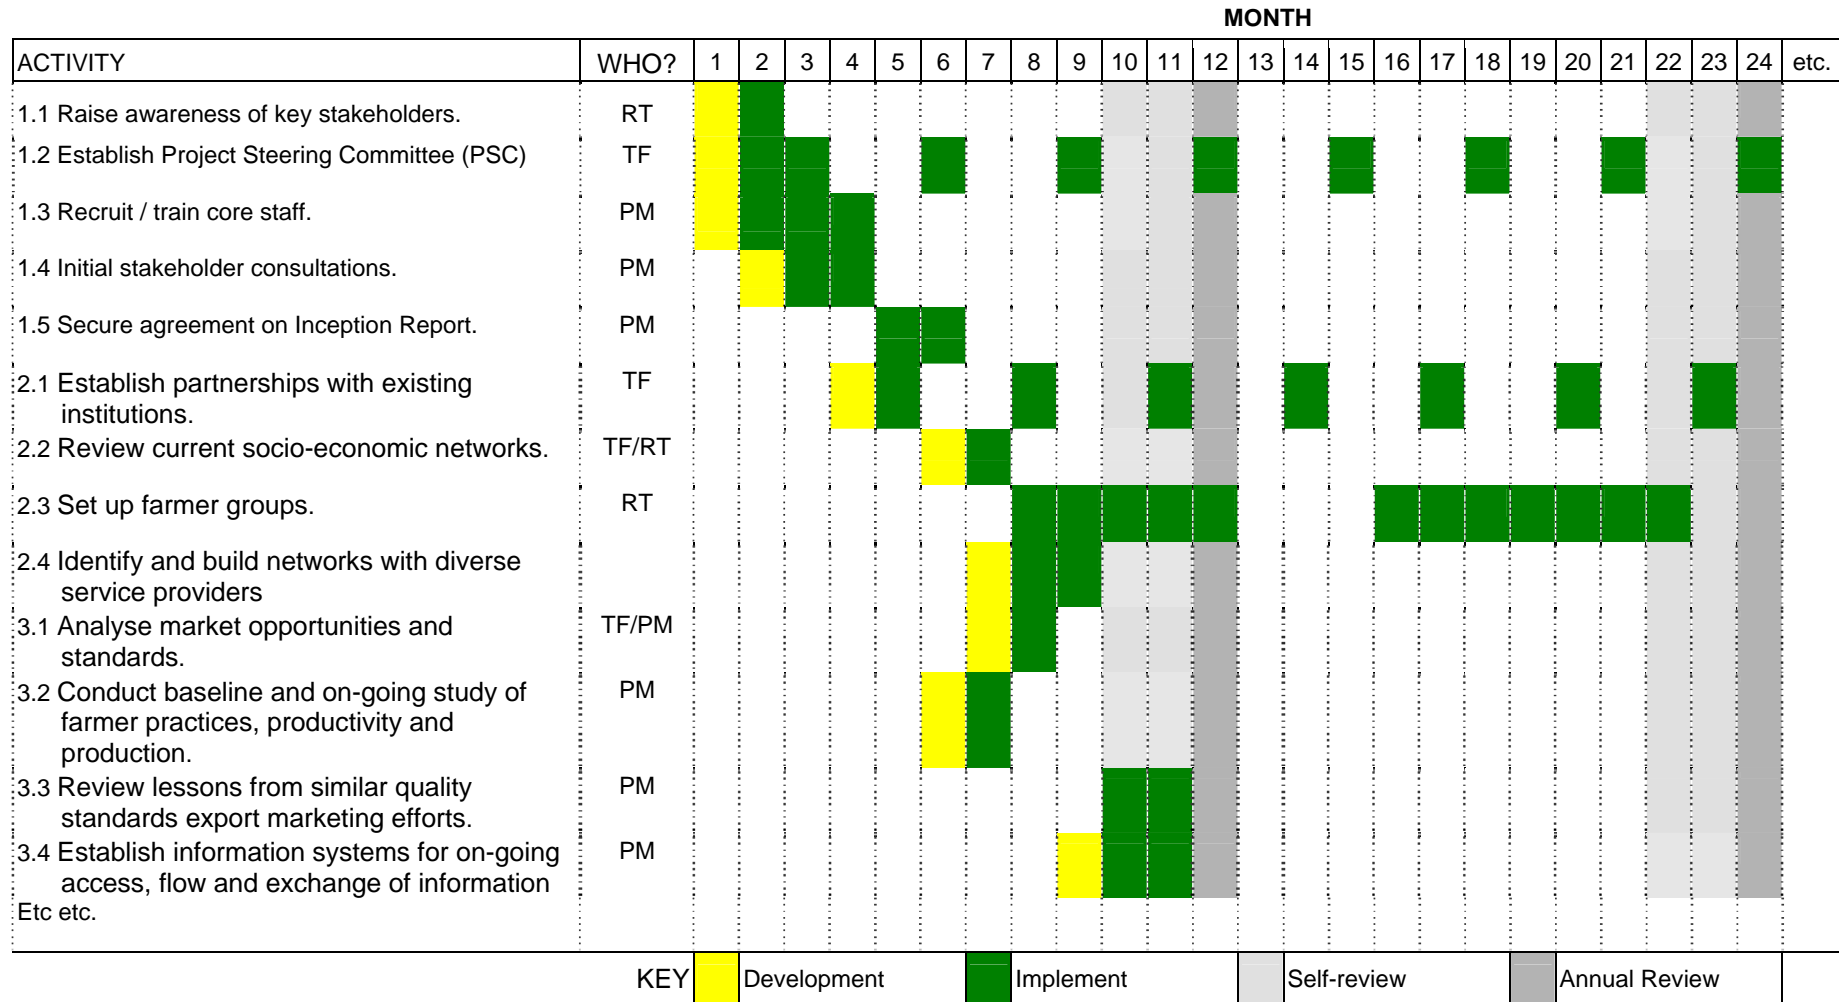 MONTH
ACTIVITY WHO? 1 2 3 4 5 6 7 8 9 10 11 12 13 14 15 16 17 18 19 20 21 22 23 24 etc.
1.1 Raise awareness of key stakeholders. RT
1.2 Establish Project Steering Committee (PSC) TF
1.3 Recruit / train core staff. PM
1.4 Initial stakeholder consultations. PM
1.5 Secure agreement on Inception Report. PM
2.1 Establish partnerships with existing TF
institutions.
2.2 Review current socio-economic networks. TF/RT
2.3 Set up farmer groups. RT
2.4 Identify and build networks with diverse
service providers
3.1 Analyse market opportunities and TF/PM
standards.
3.2 Conduct baseline and on-going study of PM
farmer practices, productivity and
production.
3.3 Review lessons from similar quality PM
standards export marketing efforts.
3.4 Establish information systems for on-going PM
access, flow and exchange of information
Etc etc.
KEY Development Implement Self-review Annual Review